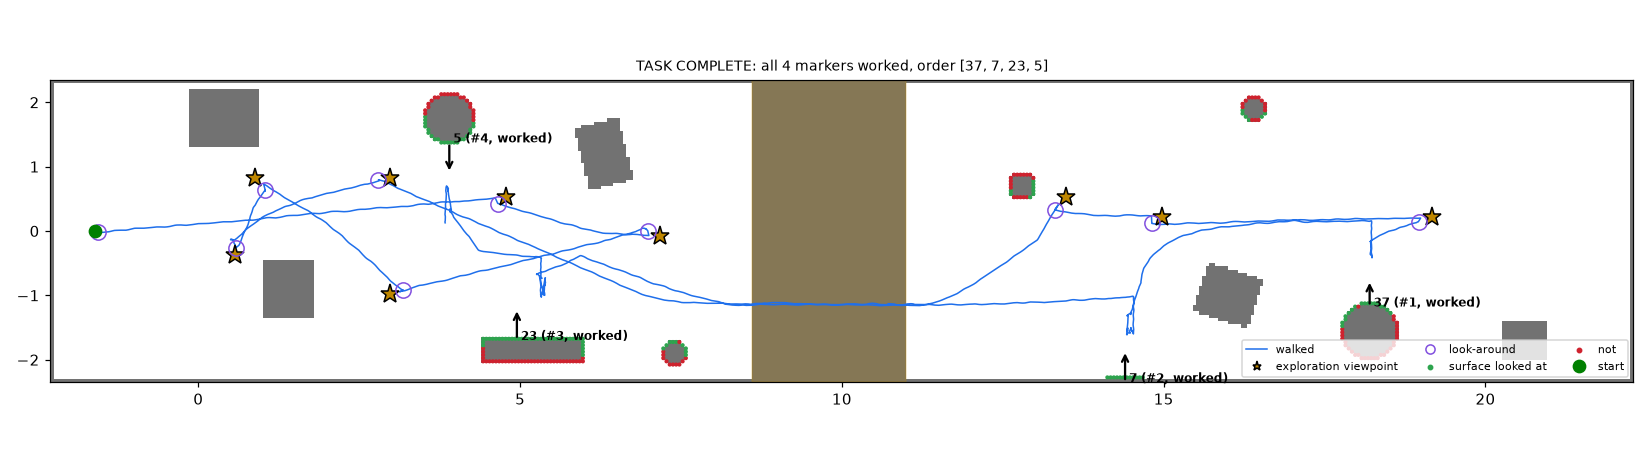 TASK COMPLETE: all 4 markers worked, order [37, 7, 23, 5]
2
1
0
−1
−2
5 (#4, worked)
23 (#3, worked)
37 (#1, worked)
7 (#2, worked)
walked
exploration viewpoint
look-around
surface looked at
not
start
0
5
10
15
20